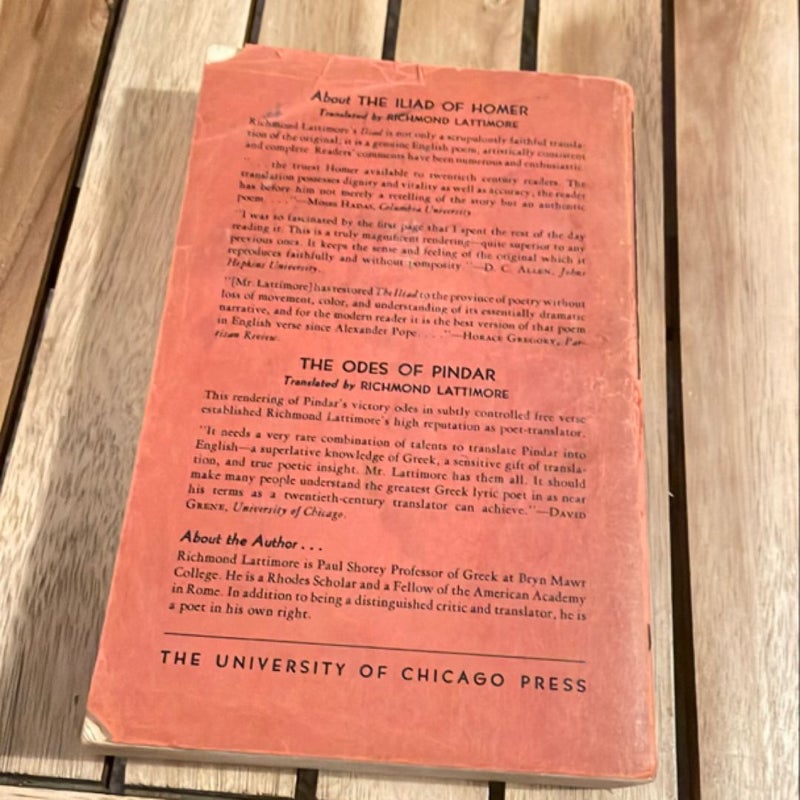 About THE ILIAD OF HOMER
Translated by RICHMOND LATTIMORE
Richmond Lattimore's Iliad is not only a scrupulously faithful transla-
tion of the original; it is a genuine English poem, artistically consistent
and complete. Readers' comments have been numerous and enthusiastic.
". . . the truest Homer available to twentieth century readers. The
translation possesses dignity and vitality as well as accuracy, the reader
has before him not merely a retelling of the story but an authentic
poem. . . ."—MOSES HADAS, Columbia University.
"I was so fascinated by the first page that I spent the rest of the day
reading it. This is a truly magnificent rendering—quite superior to any
previous ones. It keeps the sense and feeling of the original which it
reproduces faithfully and without pomposity."—D. C. ALLEN, Johns
Hopkins University.
"[Mr. Lattimore] has restored The Iliad to the province of poetry without
loss of movement, color, and understanding of its essentially dramatic
narrative, and for the modern reader it is the best version of that poem
in English verse since Alexander Pope. . . ."—HORACE GREGORY, Par-
tisan Review.
THE ODES OF PINDAR
Translated by RICHMOND LATTIMORE
This rendering of Pindar's victory odes in subtly controlled free verse
established Richmond Lattimore's high reputation as poet-translator.
"It needs a very rare combination of talents to translate Pindar into
English—a superlative knowledge of Greek, a sensitive gift of transla-
tion, and true poetic insight. Mr. Lattimore has them all. It should
make many people understand the greatest Greek lyric poet in as near
his terms as a twentieth-century translator can achieve."—DAVID
GRENE, University of Chicago.
About the Author . . .
Richmond Lattimore is Paul Shorey Professor of Greek at Bryn Mawr
College. He is a Rhodes Scholar and a Fellow of the American Academy
in Rome. In addition to being a distinguished critic and translator, he is
a poet in his own right.
THE UNIVERSITY OF CHICAGO PRESS